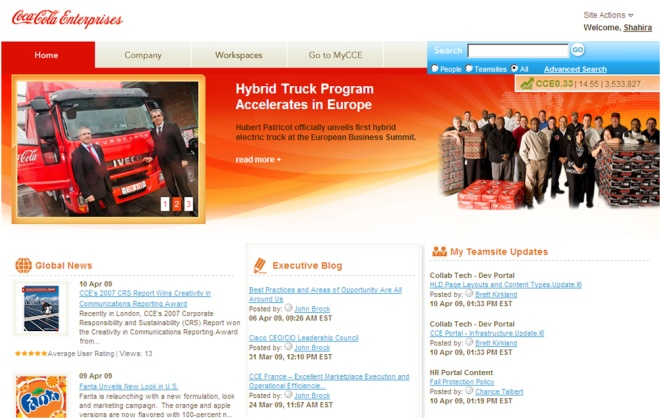 Coca-Cola Enterprises
Site Actions
Welcome, Shahira
Home
Company
Workspaces
Go to MyCCE
Search
GO
People
Teamsites
All
Advanced Search
CCE0.33 | 14.55 | 3,533,827
Hybrid Truck Program
Accelerates in Europe
Hubert Patricot officially unveils first hybrid
electric truck at the European Business Summit.
read more +
Coca-Cola
IVECO
1 2 3
Global News
10 Apr 09
CCE's 2007 CRS Report Wins Creativity in
Communications Reporting Award
Recently in London, CCE's 2007 Corporate
Responsibility and Sustainability (CRS) Report won
the Creativity in Communications Reporting Award
from...
Average User Rating | Views: 13
09 Apr 09
Fanta Unveils New Look in U.S.
Fanta is relaunching with a new formulation, look
and marketing campaign. The orange and apple
versions are now flavored with 100-percent n...
Fanta
Executive Blog
Best Practices and Areas of Opportunity Are All
Around Us
Posted by: John Brock
06 Apr 09, 09:26 AM EST
Cisco CEO/CIO Leadership Council
Posted by: John Brock
31 Mar 09, 12:10 PM EST
CCE France – Excellent Marketplace Execution and
Operational Efficiencie...
Posted by: John Brock
24 Mar 09, 11:57 AM EST
My Teamsite Updates
Collab Tech - Dev Portal
HLD Page Layouts and Content Types Update
Posted by: Brett Kirkland
10 Apr 09, 01:33 PM EST
Collab Tech - Dev Portal
CCE Portal - Infrastructure Update
Posted by: Brett Kirkland
10 Apr 09, 01:33 PM EST
HR Portal Content
Fall Protection Policy
Posted by: Charice Talbert
10 Apr 09, 01:19 PM EST